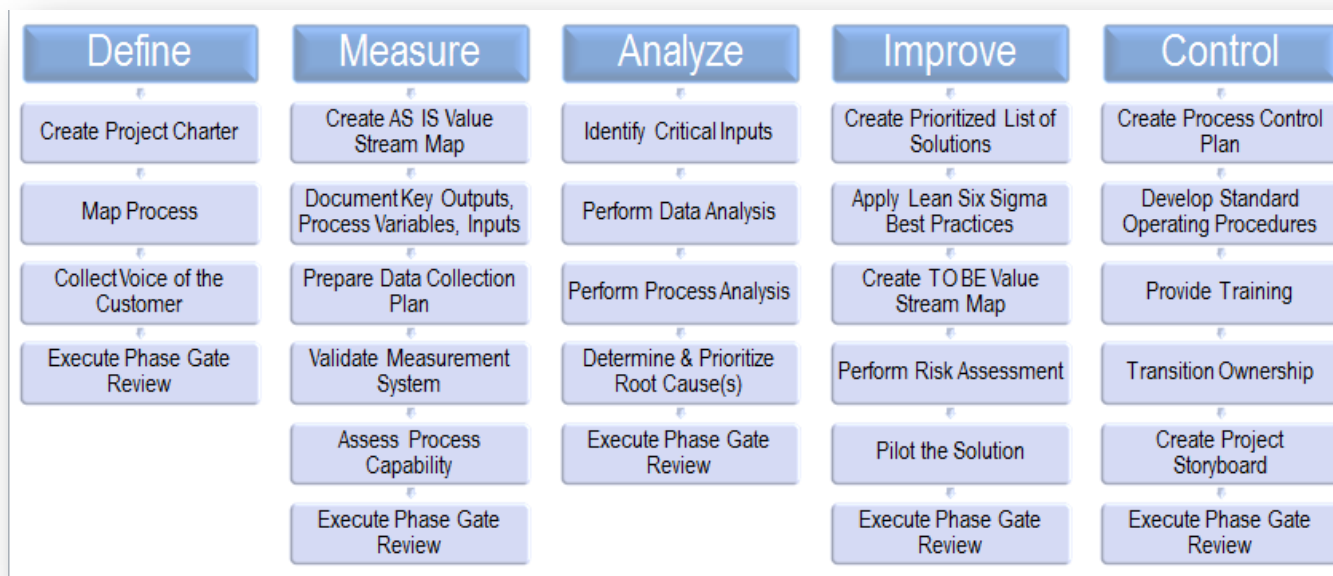 Define
Create Project Charter
Map Process
Collect Voice of the
Customer
Execute Phase Gate
Review
Measure
Create AS IS Value
Stream Map
Document Key Outputs,
Process Variables, Inputs
Prepare Data Collection
Plan
Validate Measurement
System
Assess Process
Capability
Execute Phase Gate
Review
Analyze
Identify Critical Inputs
Perform Data Analysis
Perform Process Analysis
Determine & Prioritize
Root Cause(s)
Execute Phase Gate
Review
Improve
Create Prioritized List of
Solutions
Apply Lean Six Sigma
Best Practices
Create TO BE Value
Stream Map
Perform Risk Assessment
Pilot the Solution
Execute Phase Gate
Review
Control
Create Process Control
Plan
Develop Standard
Operating Procedures
Provide Training
Transition Ownership
Create Project
Storyboard
Execute Phase Gate
Review